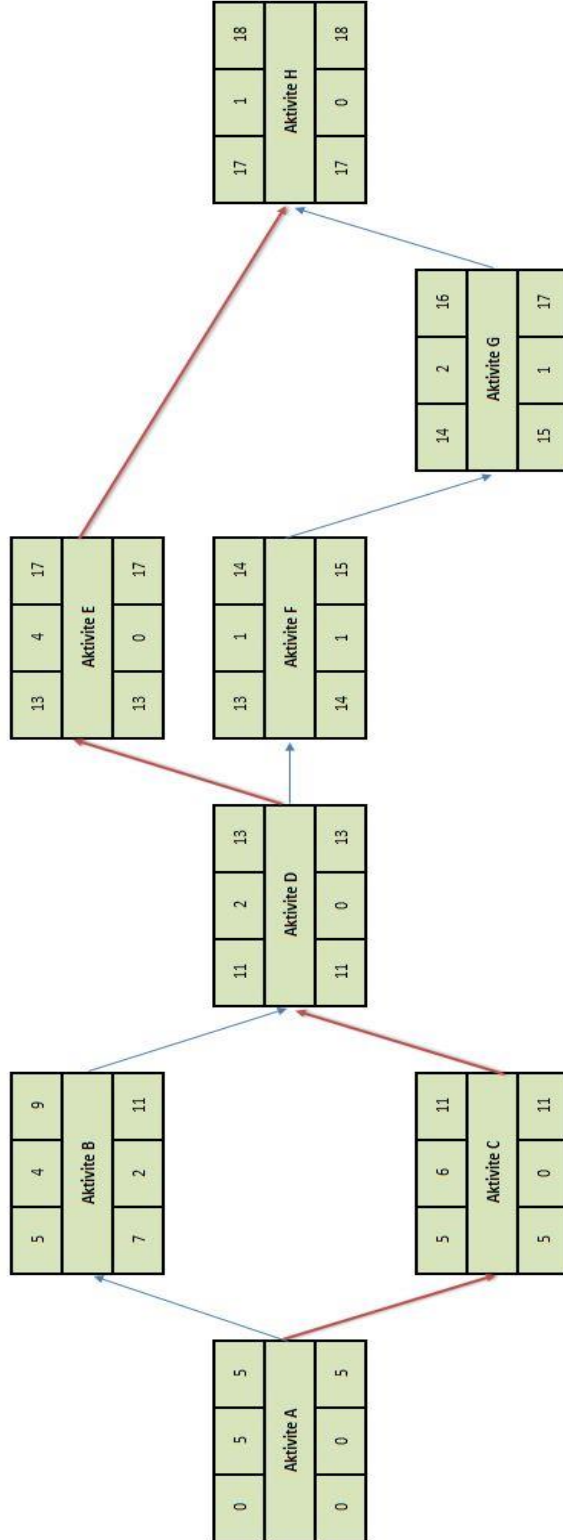 0 5 5
Aktivite A
0 0 5
5 4 9
Aktivite B
7 2 11
5 6 11
Aktivite C
5 0 11
11 2 13
Aktivite D
11 0 13
13 4 17
Aktivite E
13 0 17
13 1 14
Aktivite F
14 1 15
14 2 16
Aktivite G
15 1 17
17 1 18
Aktivite H
17 0 18